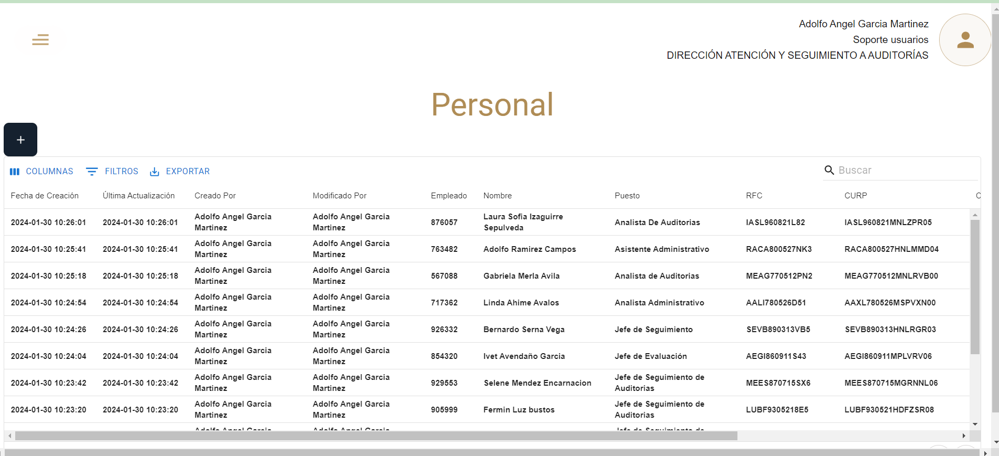 Adolfo Angel Garcia Martinez
Soporte usuarios
DIRECCIÓN ATENCIÓN Y SEGUIMIENTO A AUDITORÍAS
Personal
+
COLUMNAS FILTROS EXPORTAR Buscar
Fecha de Creación Última Actualización Creado Por Modificado Por Empleado Nombre Puesto RFC CURP C
2024-01-30 10:26:01 2024-01-30 10:26:01 Adolfo Angel Garcia Martinez Adolfo Angel Garcia Martinez 876057 Laura Sofia Izaguirre Sepulveda Analista De Auditorias IASL960821L82 IASL960821MNLZPR05
2024-01-30 10:25:41 2024-01-30 10:25:41 Adolfo Angel Garcia Martinez Adolfo Angel Garcia Martinez 763482 Adolfo Ramirez Campos Asistente Administrativo RACA800527NK3 RACA800527HNLMMD04
2024-01-30 10:25:18 2024-01-30 10:25:18 Adolfo Angel Garcia Martinez Adolfo Angel Garcia Martinez 567088 Gabriela Merla Avila Analista de Auditorias MEAG770512PN2 MEAG770512MNLRVB00
2024-01-30 10:24:54 2024-01-30 10:24:54 Adolfo Angel Garcia Martinez Adolfo Angel Garcia Martinez 717362 Linda Ahime Avalos Analista Administrativo AALI780526D51 AAXL780526MSPVXN00
2024-01-30 10:24:26 2024-01-30 10:24:26 Adolfo Angel Garcia Martinez Adolfo Angel Garcia Martinez 926332 Bernardo Serna Vega Jefe de Seguimiento SEVB890313VB5 SEVB890313HNLRGR03
2024-01-30 10:24:04 2024-01-30 10:24:04 Adolfo Angel Garcia Martinez Adolfo Angel Garcia Martinez 854320 Ivet Avendaño Garcia Jefe de Evaluación AEGI860911S43 AEGI860911MPLVRV06
2024-01-30 10:23:42 2024-01-30 10:23:42 Adolfo Angel Garcia Martinez Adolfo Angel Garcia Martinez 929553 Selene Mendez Encarnacion Jefe de Seguimiento de Auditorias MEES870715SX6 MEES870715MGRNNL06
2024-01-30 10:23:20 2024-01-30 10:23:20 Adolfo Angel Garcia Martinez Adolfo Angel Garcia Martinez 905999 Fermin Luz bustos Jefe de Seguimiento de Auditorias LUBF9305218E5 LUBF930521HDFZSR08
Adolfo Angel Garcia Adolfo Angel Garcia Jefe de Seguimiento de